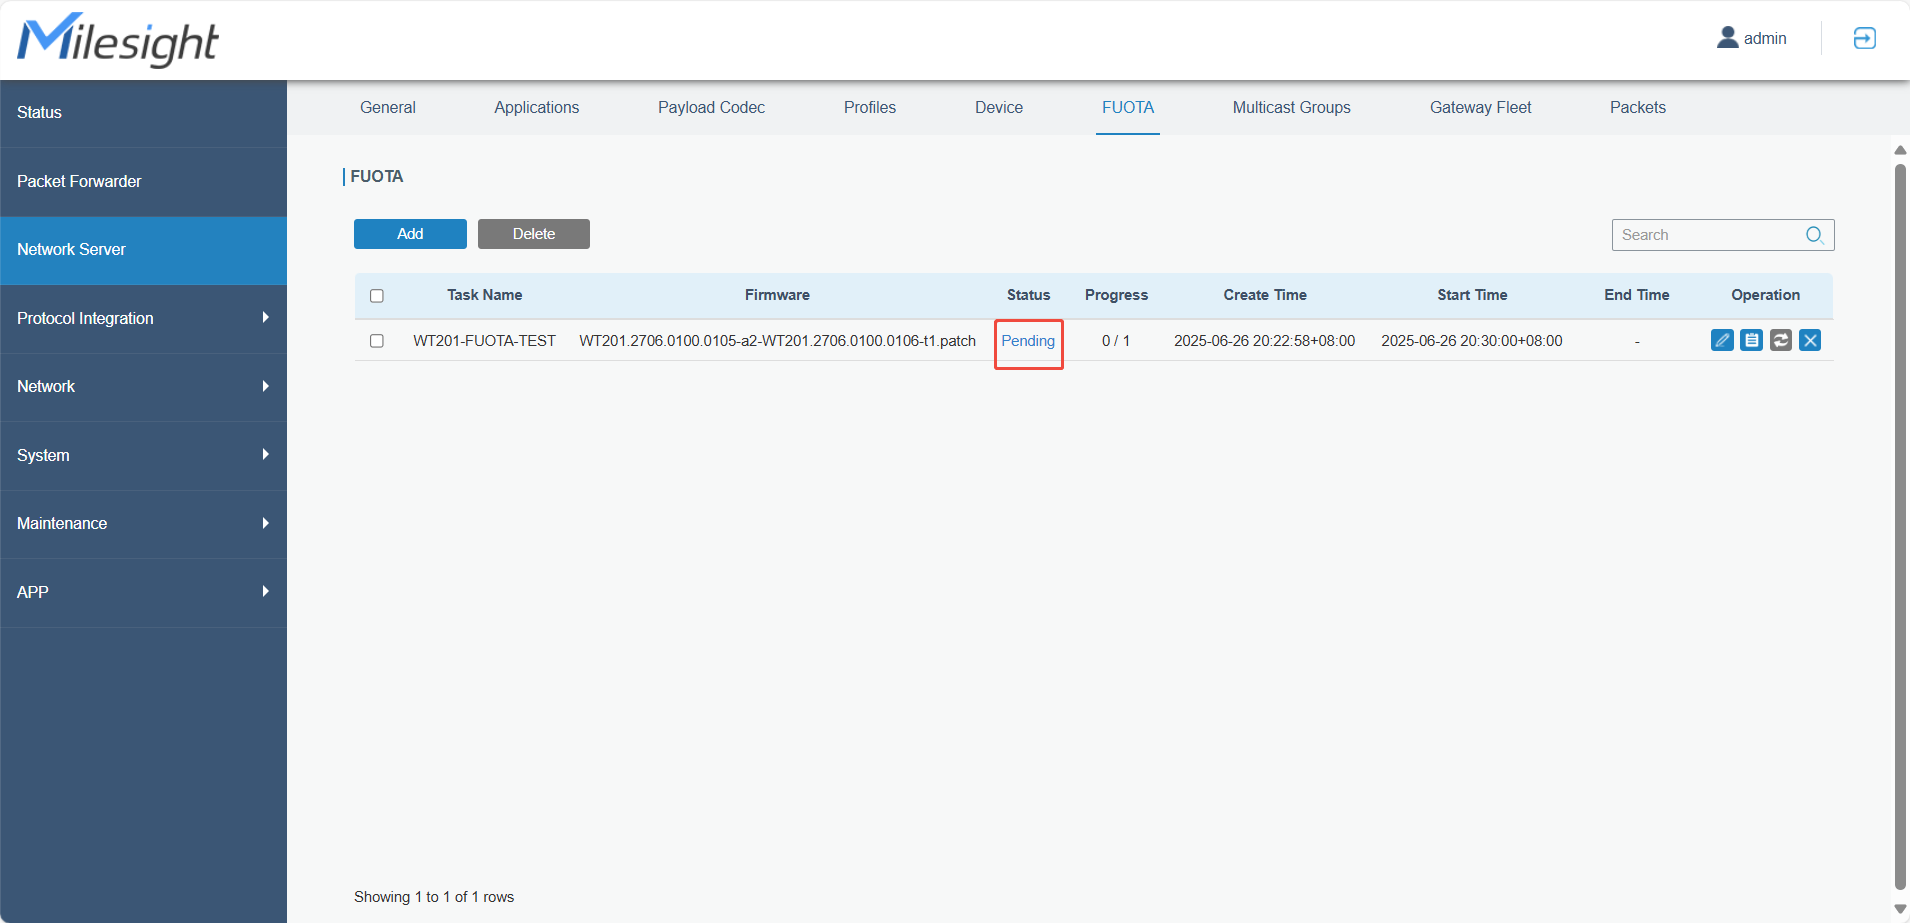 Milesight
admin
Status
Packet Forwarder
Network Server
Protocol Integration
Network
System
Maintenance
APP
General Applications Payload Codec Profiles Device FUOTA Multicast Groups Gateway Fleet Packets
FUOTA
Add Delete Search
Task Name Firmware Status Progress Create Time Start Time End Time Operation
WT201-FUOTA-TEST WT201.2706.0100.0105-a2-WT201.2706.0100.0106-t1.patch Pending 0 / 1 2025-06-26 20:22:58+08:00 2025-06-26 20:30:00+08:00 -
Showing 1 to 1 of 1 rows